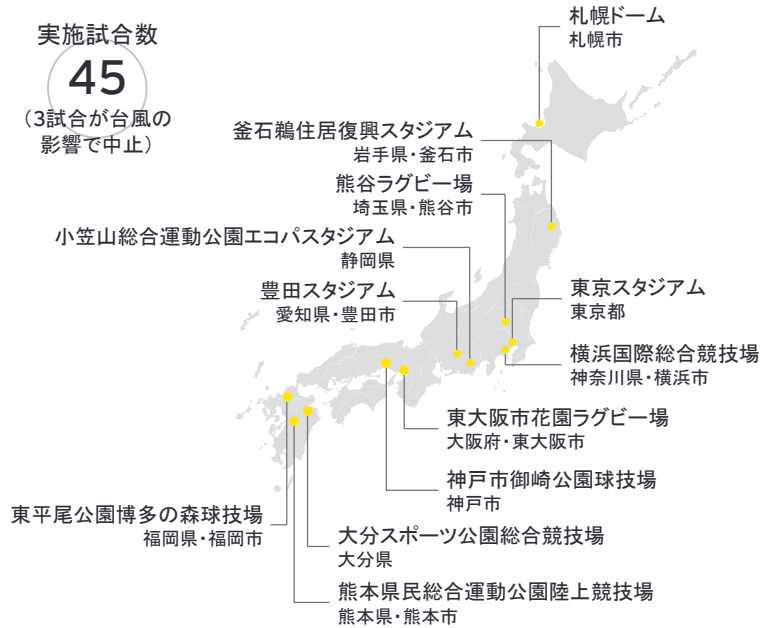 実施試合数
45
（3試合が台風の
影響で中止）
札幌ドーム
札幌市
釜石鵜住居復興スタジアム
岩手県・釜石市
熊谷ラグビー場
埼玉県・熊谷市
小笠山総合運動公園エコパスタジアム
静岡県
豊田スタジアム
愛知県・豊田市
東京スタジアム
東京都
横浜国際総合競技場
神奈川県・横浜市
東大阪市花園ラグビー場
大阪府・東大阪市
神戸市御崎公園球技場
神戸市
東平尾公園博多の森球技場
福岡県・福岡市
大分スポーツ公園総合競技場
大分県
熊本県民総合運動公園陸上競技場
熊本県・熊本市